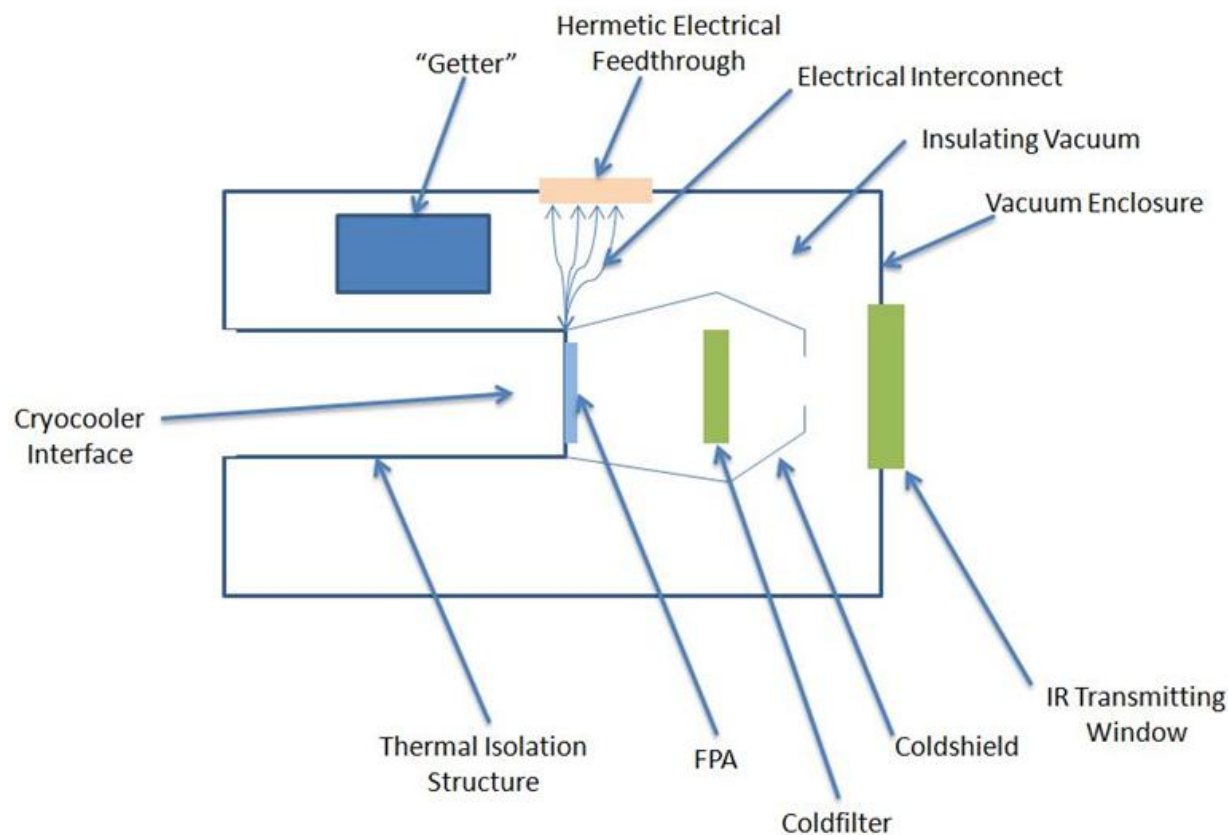 Hermetic Electrical
Feedthrough
“Getter”
Electrical Interconnect
Insulating Vacuum
Vacuum Enclosure
Cryocooler
Interface
Thermal Isolation
Structure
FPA
Coldfilter
Coldshield
IR Transmitting
Window